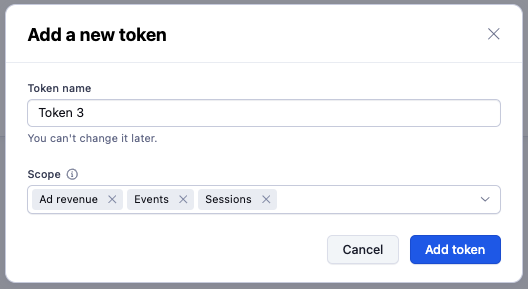 Add a new token
Token name
Token 3
You can't change it later.
Scope
Ad revenue Events Sessions
Cancel Add token